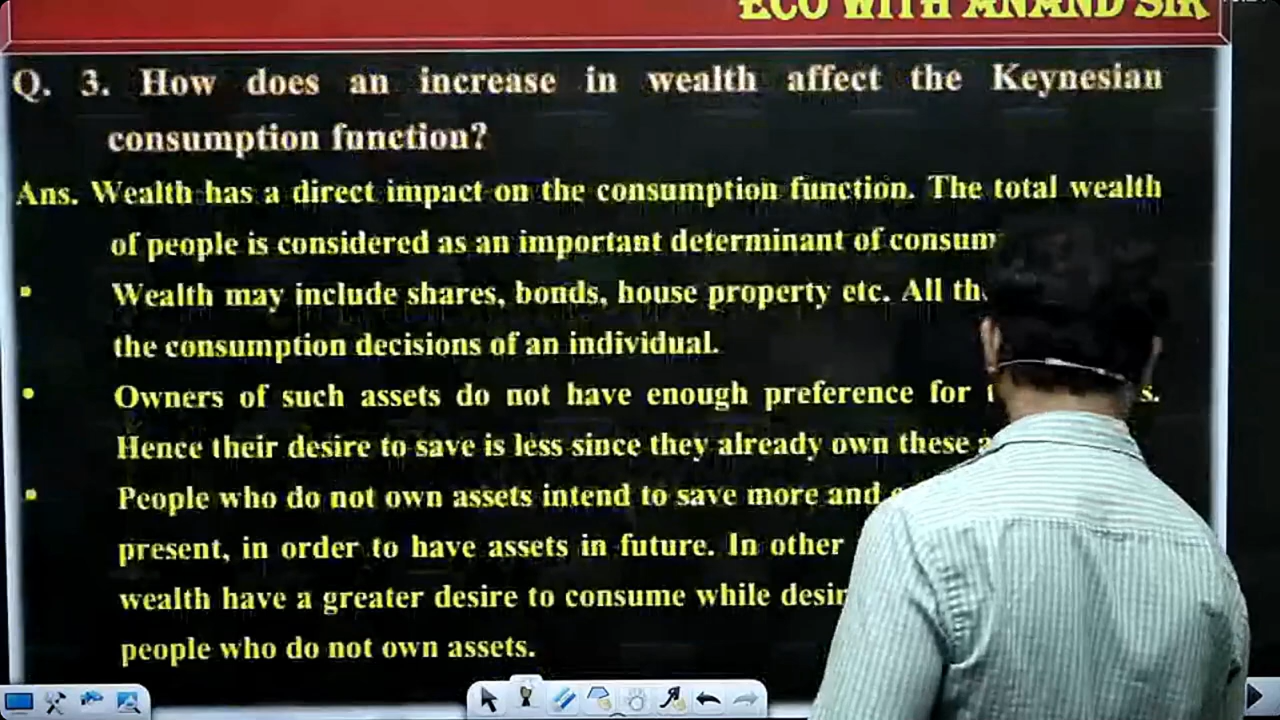 ECO WITH ANAND SIR
Q. 3. How does an increase in wealth affect the Keynesian
consumption function?
Ans. Wealth has a direct impact on the consumption function. The total wealth
of people is considered as an important determinant of
Wealth may include shares, bonds, house property etc. All
the consumption decisions of an individual.
Owners of such assets do not have enough preference for
Hence their desire to save is less since they already own these
People who do not own assets intend to save more and
present, in order to have assets in future. In other
wealth have a greater desire to consume while
people who do not own assets.